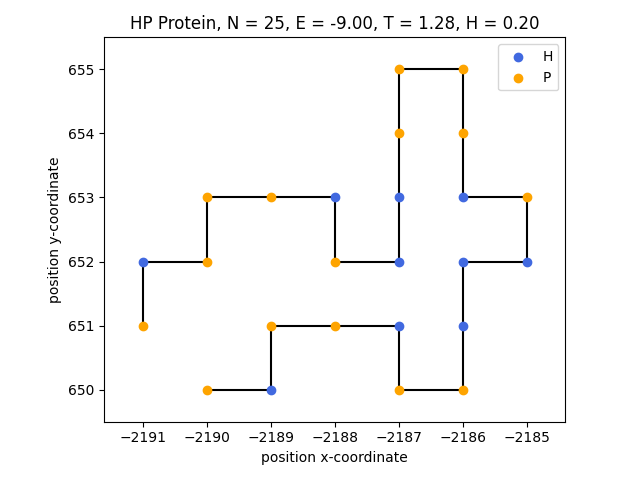 HP Protein, N = 25, E = -9.00, T = 1.28, H = 0.20
H
P
655
654
653
652
651
650
position y-coordinate
−2191 −2190 −2189 −2188 −2187 −2186 −2185
position x-coordinate